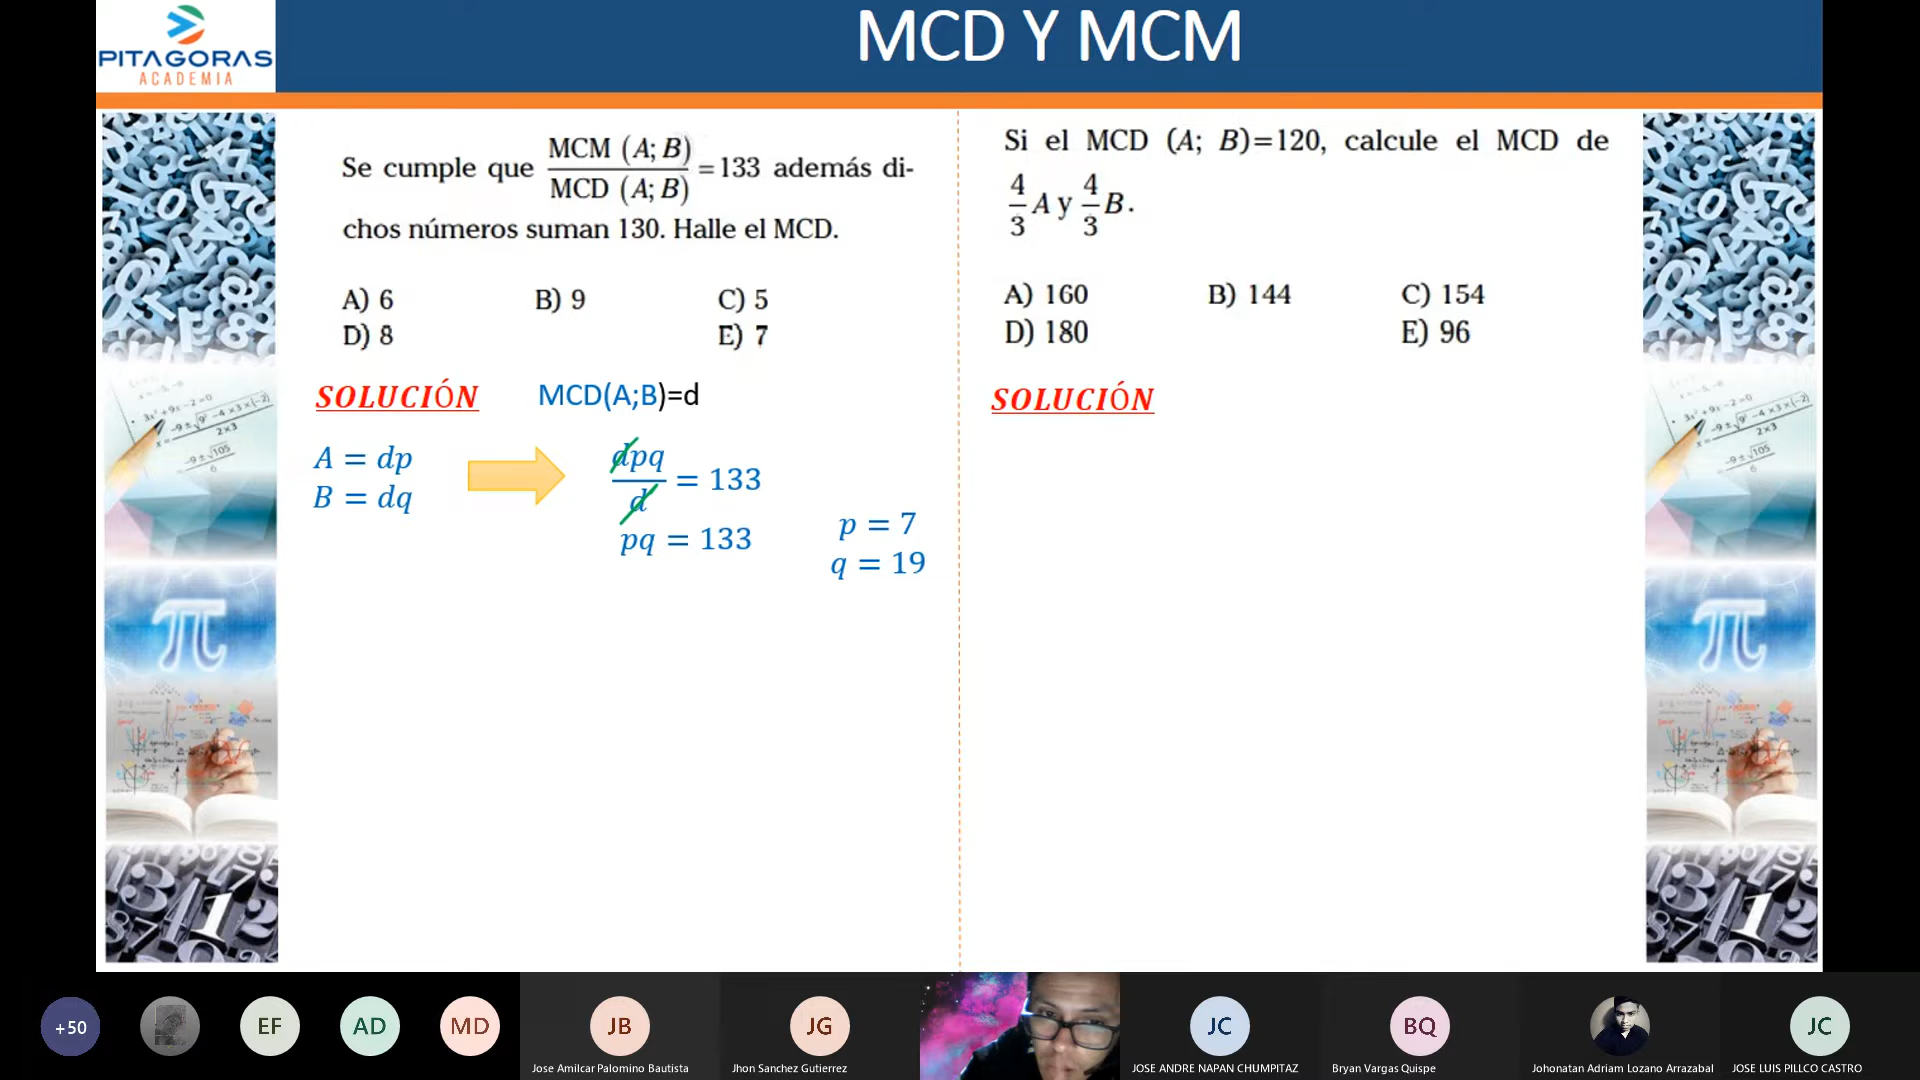 PITAGORAS
ACADEMIA
MCD Y MCM
Se cumple que MCM (A; B) / MCD (A; B) = 133 además di-
chos números suman 130. Halle el MCD.
A) 6 B) 9 C) 5
D) 8 E) 7
SOLUCIÓN MCD(A;B)=d
A = dp
B = dq
dpq / d = 133
pq = 133
p = 7
q = 19
Si el MCD (A; B)=120, calcule el MCD de
4/3 A y 4/3 B.
A) 160 B) 144 C) 154
D) 180 E) 96
SOLUCIÓN
+50
EF
AD
MD
JB
Jose Amilcar Palomino Bautista
JG
Jhon Sanchez Gutierrez
JC
JOSE ANDRE NAPAN CHUMPITAZ
BQ
Bryan Vargas Quispe
Johonatan Adriam Lozano Arrazabal
JC
JOSE LUIS PILLCO CASTRO